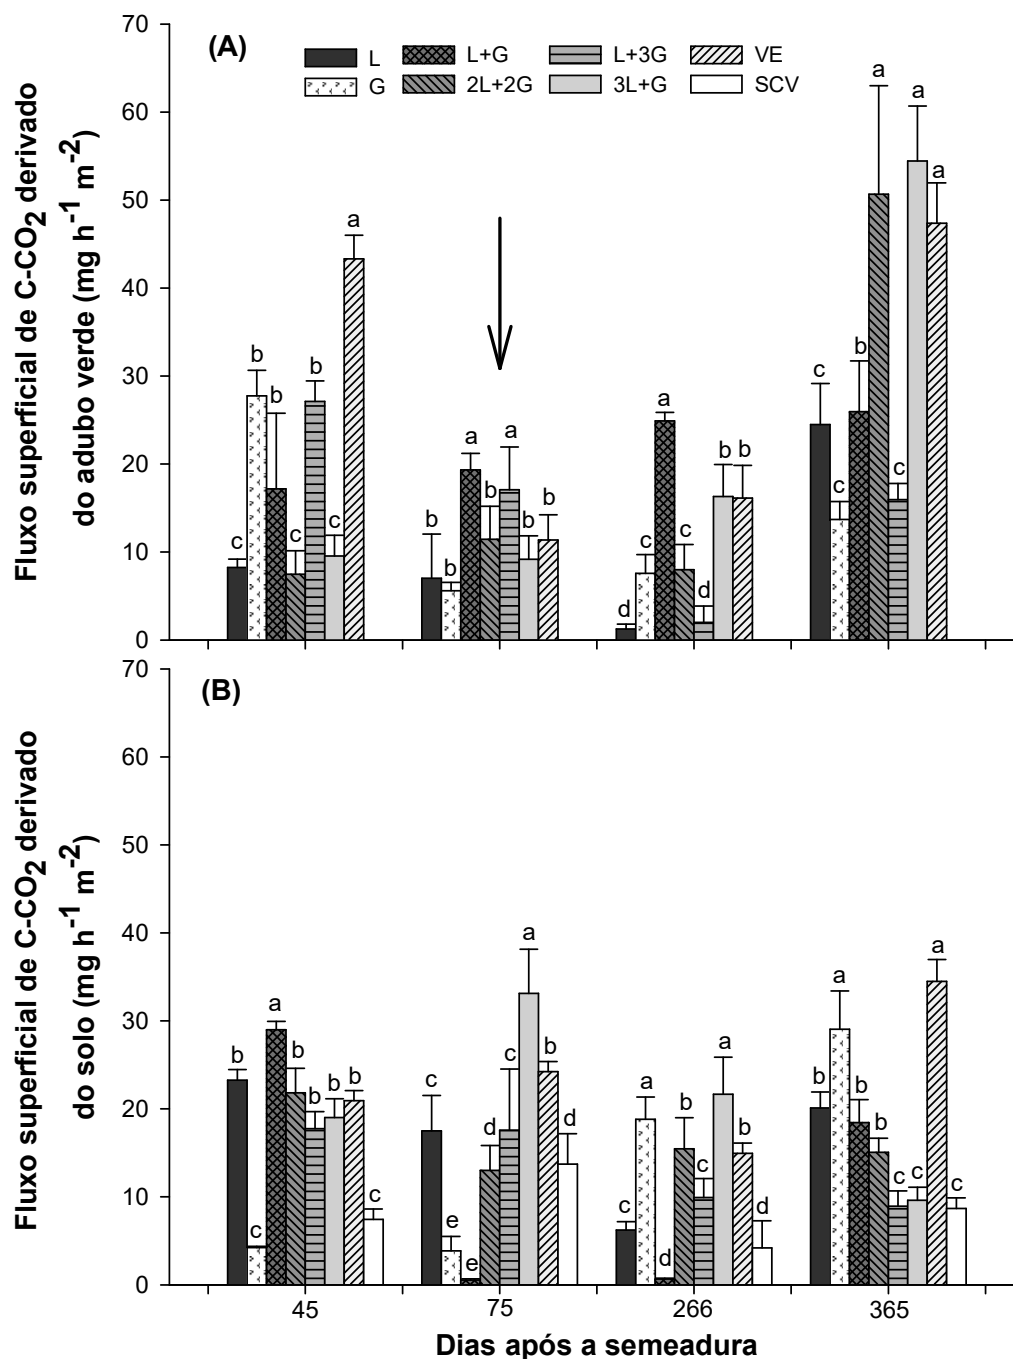 (A)
L
L+G
L+3G
VE
G
2L+2G
3L+G
SCV
Fluxo superficial de C-CO2 derivado
do adubo verde (mg h-1 m-2)
70
60
50
40
30
20
10
0
c b b c b c a
b b a b a b b
d c a c d b b
c c b a c a a
(B)
Fluxo superficial de C-CO2 derivado
do solo (mg h-1 m-2)
70
60
50
40
30
20
10
0
b c a b b b b c
c e e d c a b d
c a d b c a b d
b a b b c c a c
45 75 266 365
Dias após a semeadura